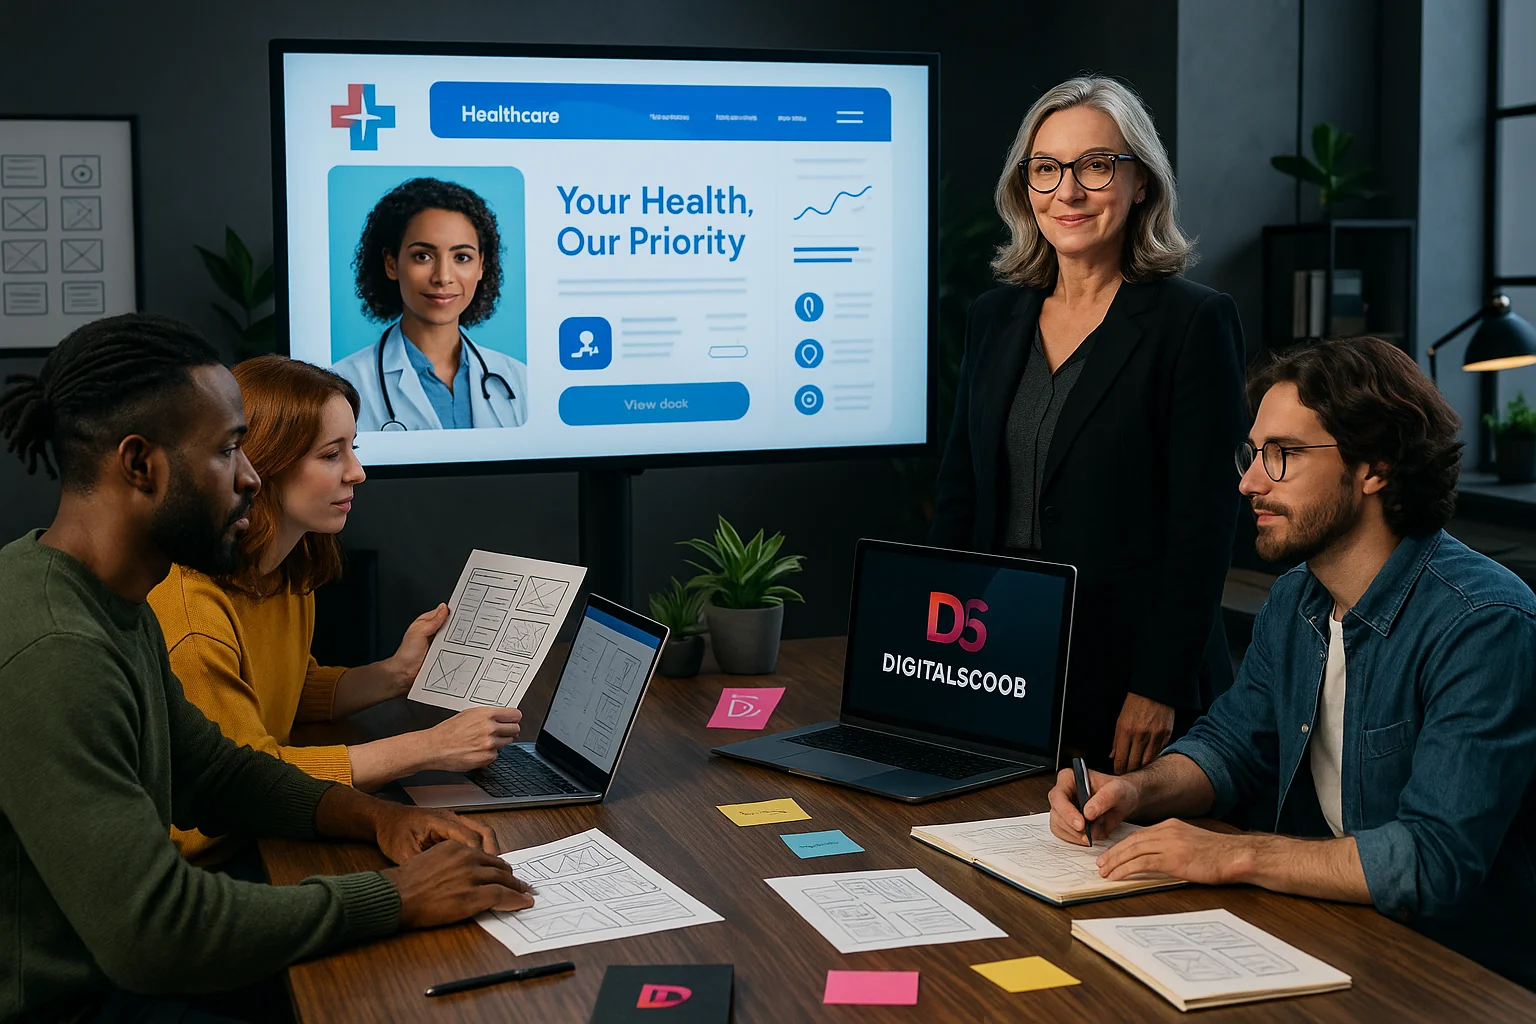 Healthcare
Your Health,
Our Priority
View dock
DS
DIGITALSCOOB
D
D